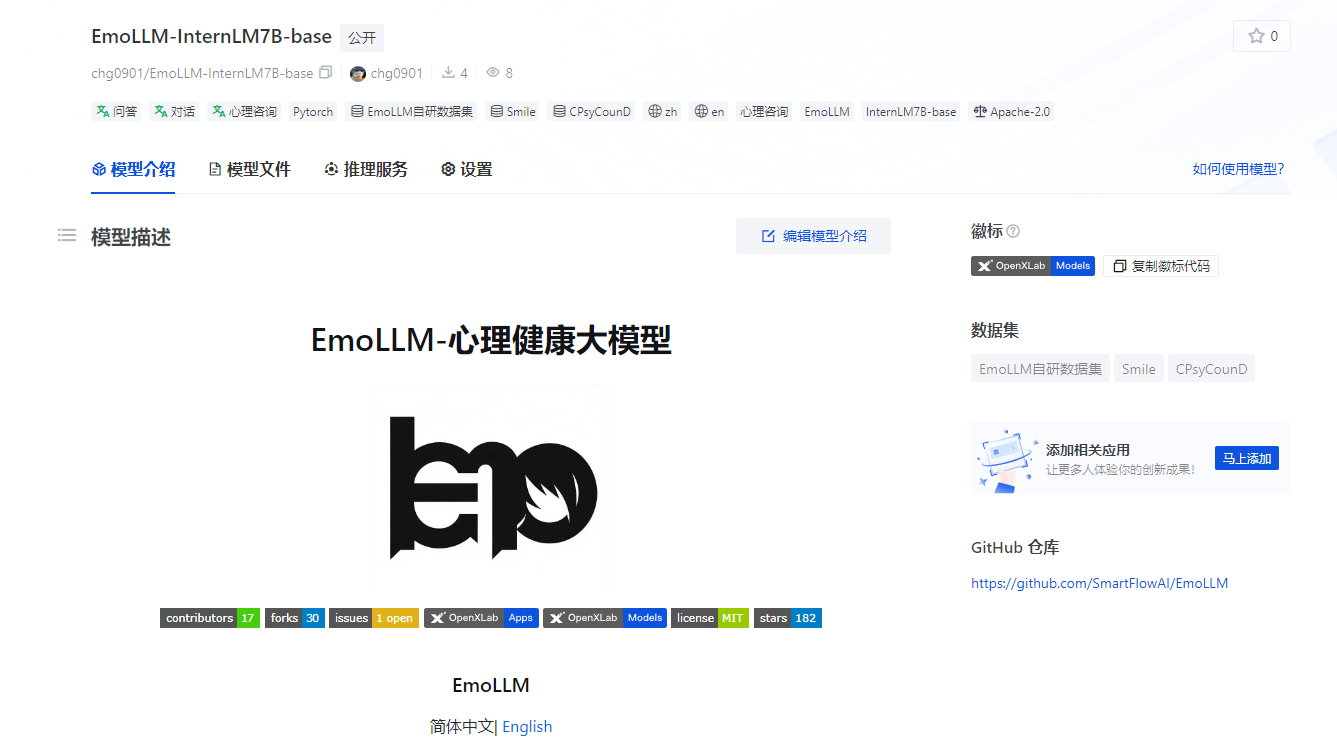 EmoLLM-InternLM7B-base 公开
0
chg0901/EmoLLM-InternLM7B-base chg0901 4 8
问答 对话 心理咨询 Pytorch EmoLLM自研数据集 Smile CPsyCounD zh en 心理咨询 EmoLLM InternLM7B-base Apache-2.0
模型介绍 模型文件 推理服务 设置 如何使用模型?
模型描述 编辑模型介绍
EmoLLM-心理健康大模型
emo
contributors 17 forks 30 issues 1 open OpenXLab Apps OpenXLab Models license MIT stars 182
EmoLLM
简体中文| English
徽标
OpenXLab Models 复制徽标代码
数据集
EmoLLM自研数据集 Smile CPsyCounD
添加相关应用
让更多人体验你的创新成果!
马上添加
GitHub 仓库
https://github.com/SmartFlowAI/EmoLLM